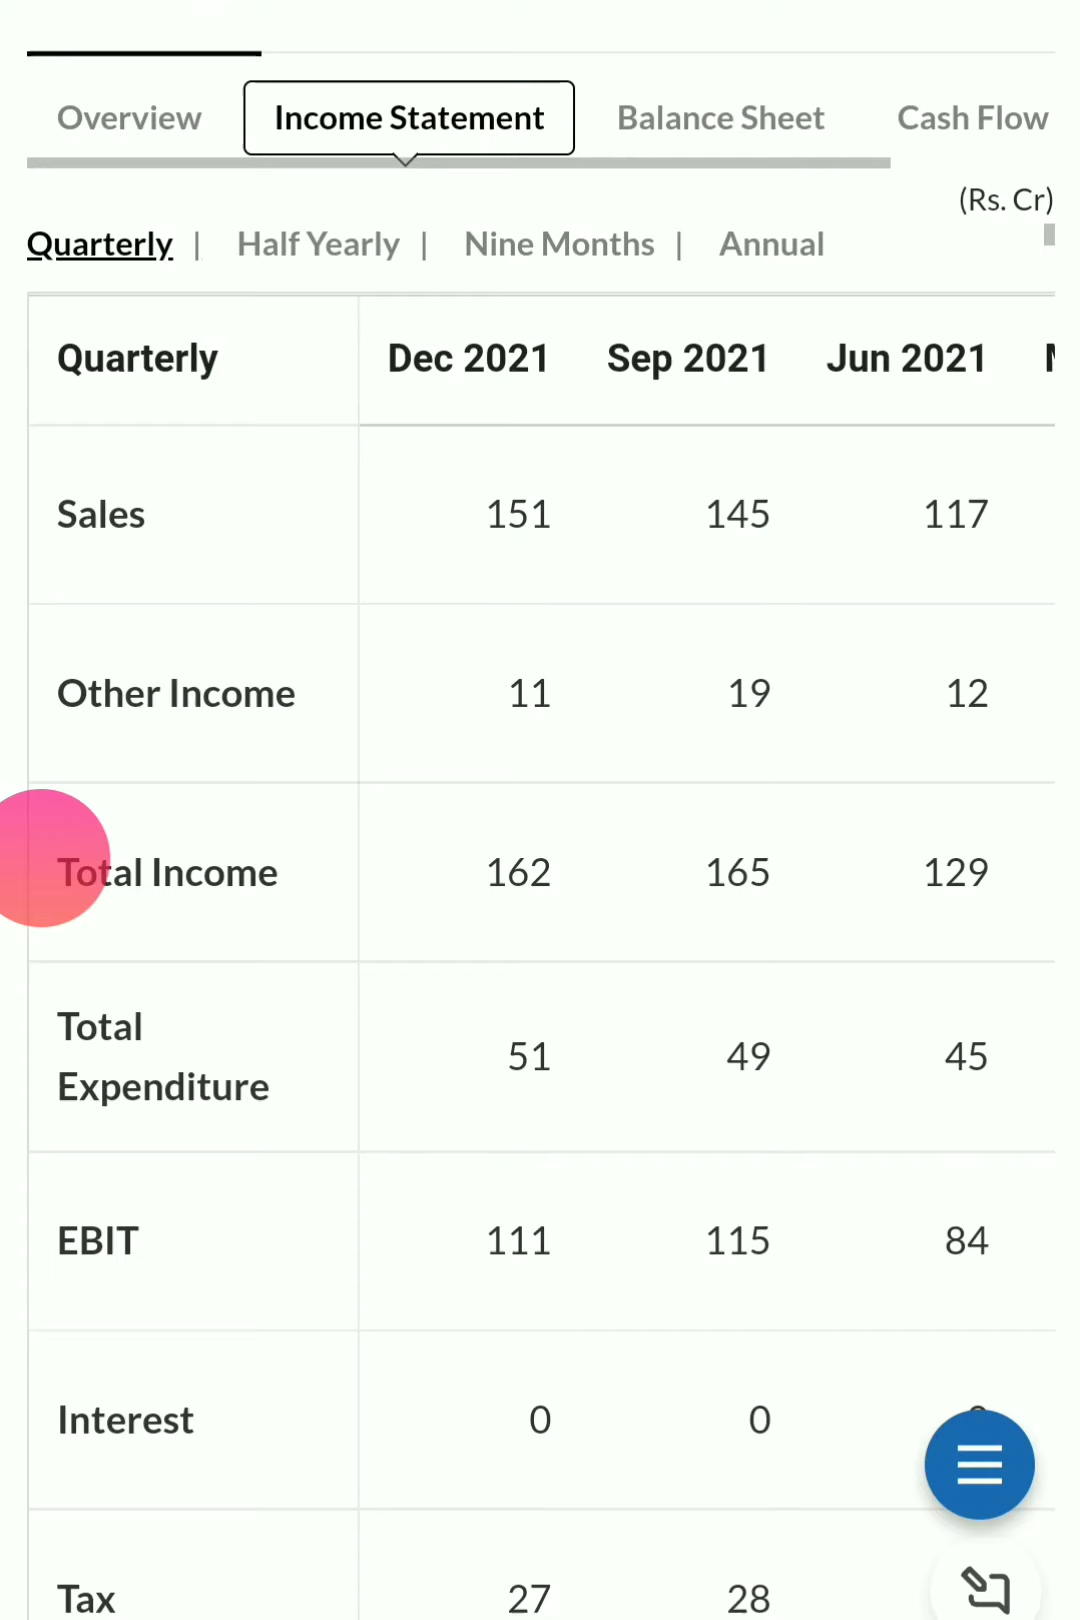 Overview Income Statement Balance Sheet Cash Flow
(Rs. Cr)
Quarterly | Half Yearly | Nine Months | Annual
Quarterly Dec 2021 Sep 2021 Jun 2021
Sales 151 145 117
Other Income 11 19 12
Total Income 162 165 129
Total
Expenditure 51 49 45
EBIT 111 115 84
Interest 0 0
Tax 27 28